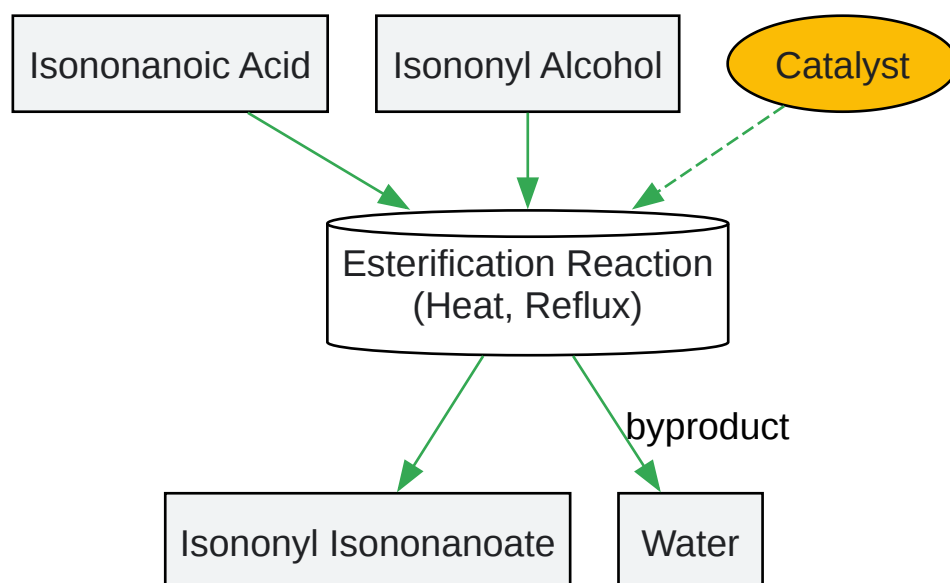 Isononanoic Acid
Isononyl Alcohol
Catalyst
Esterification Reaction
(Heat, Reflux)
byproduct
Isononyl Isononanoate
Water